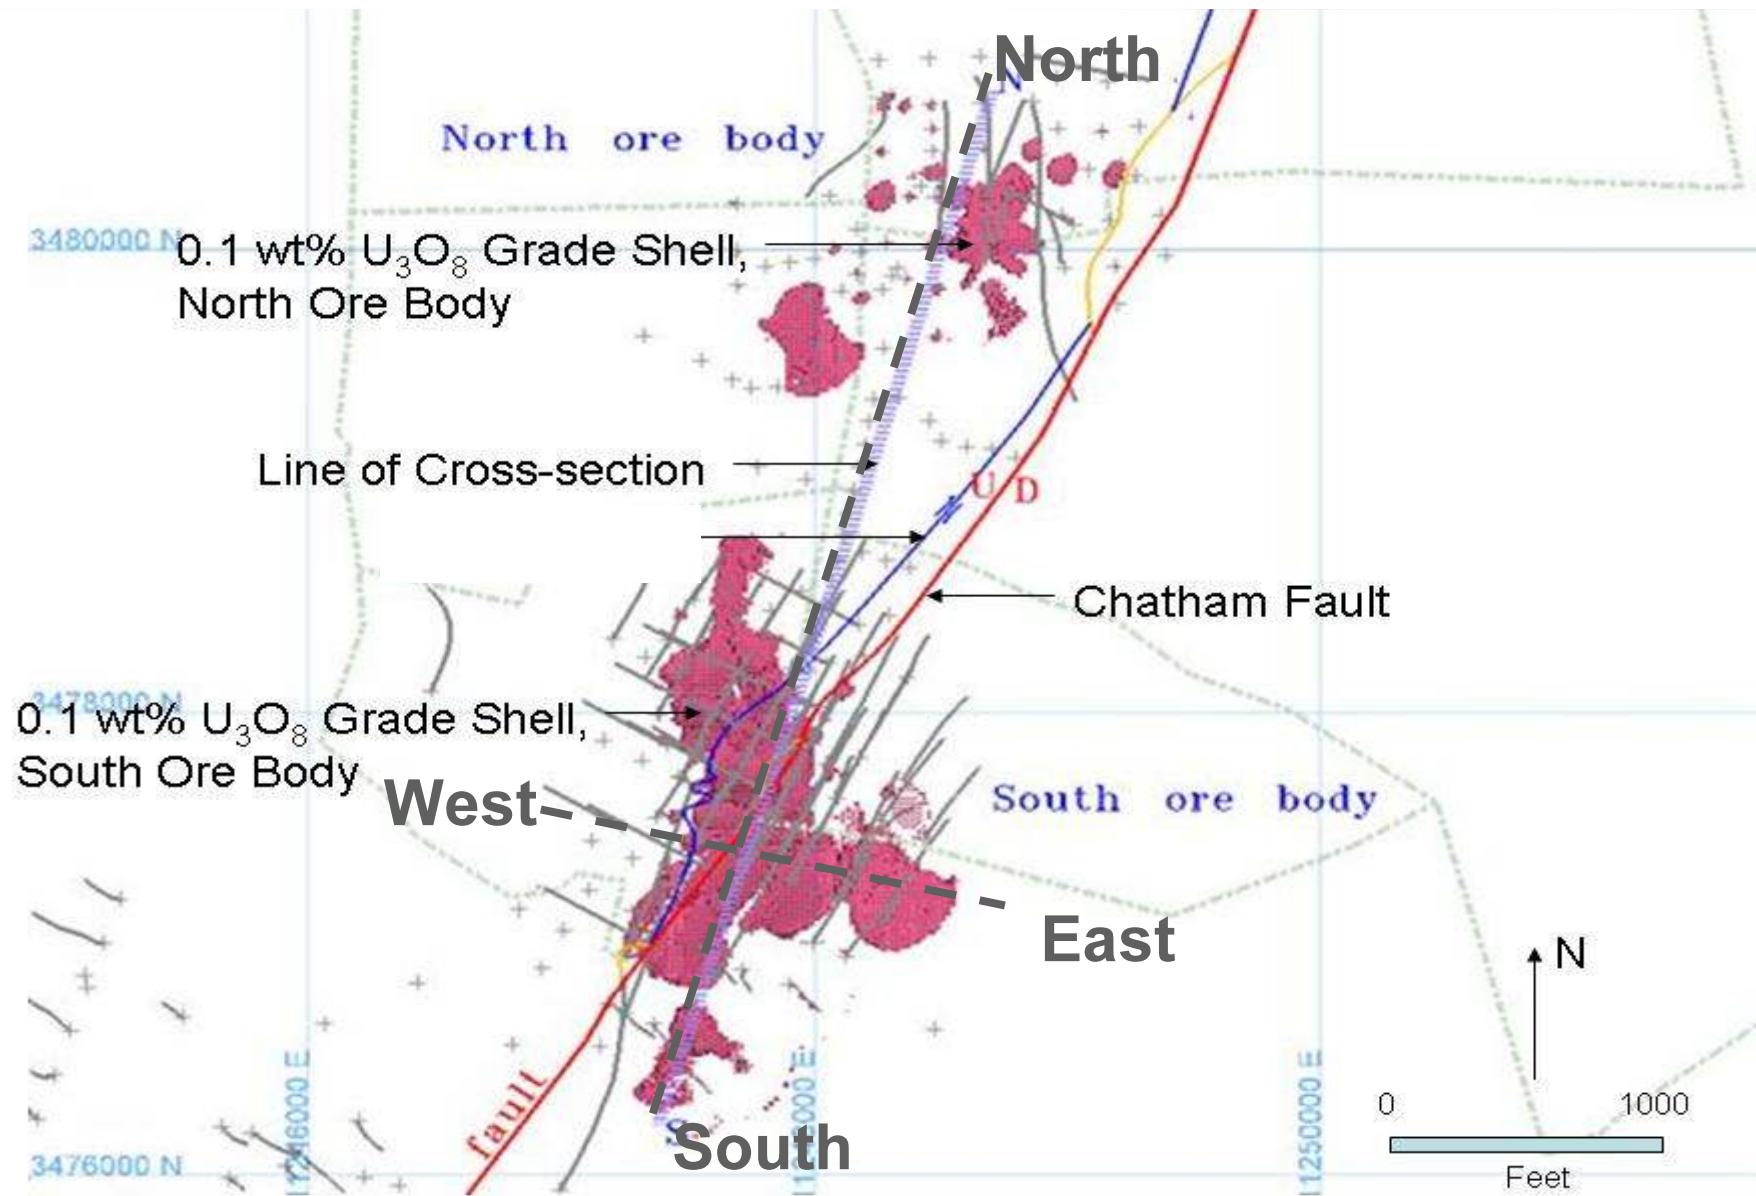 North
N
North ore body
3480000 N
0.1 wt% U₃O₈ Grade Shell,
North Ore Body
Line of Cross-section
U D
Chatham Fault
3478000 N
0.1 wt% U₃O₈ Grade Shell,
South Ore Body
West
South ore body
East
N
fault
1250000 E
0 1000
Feet
S
South
3476000 N